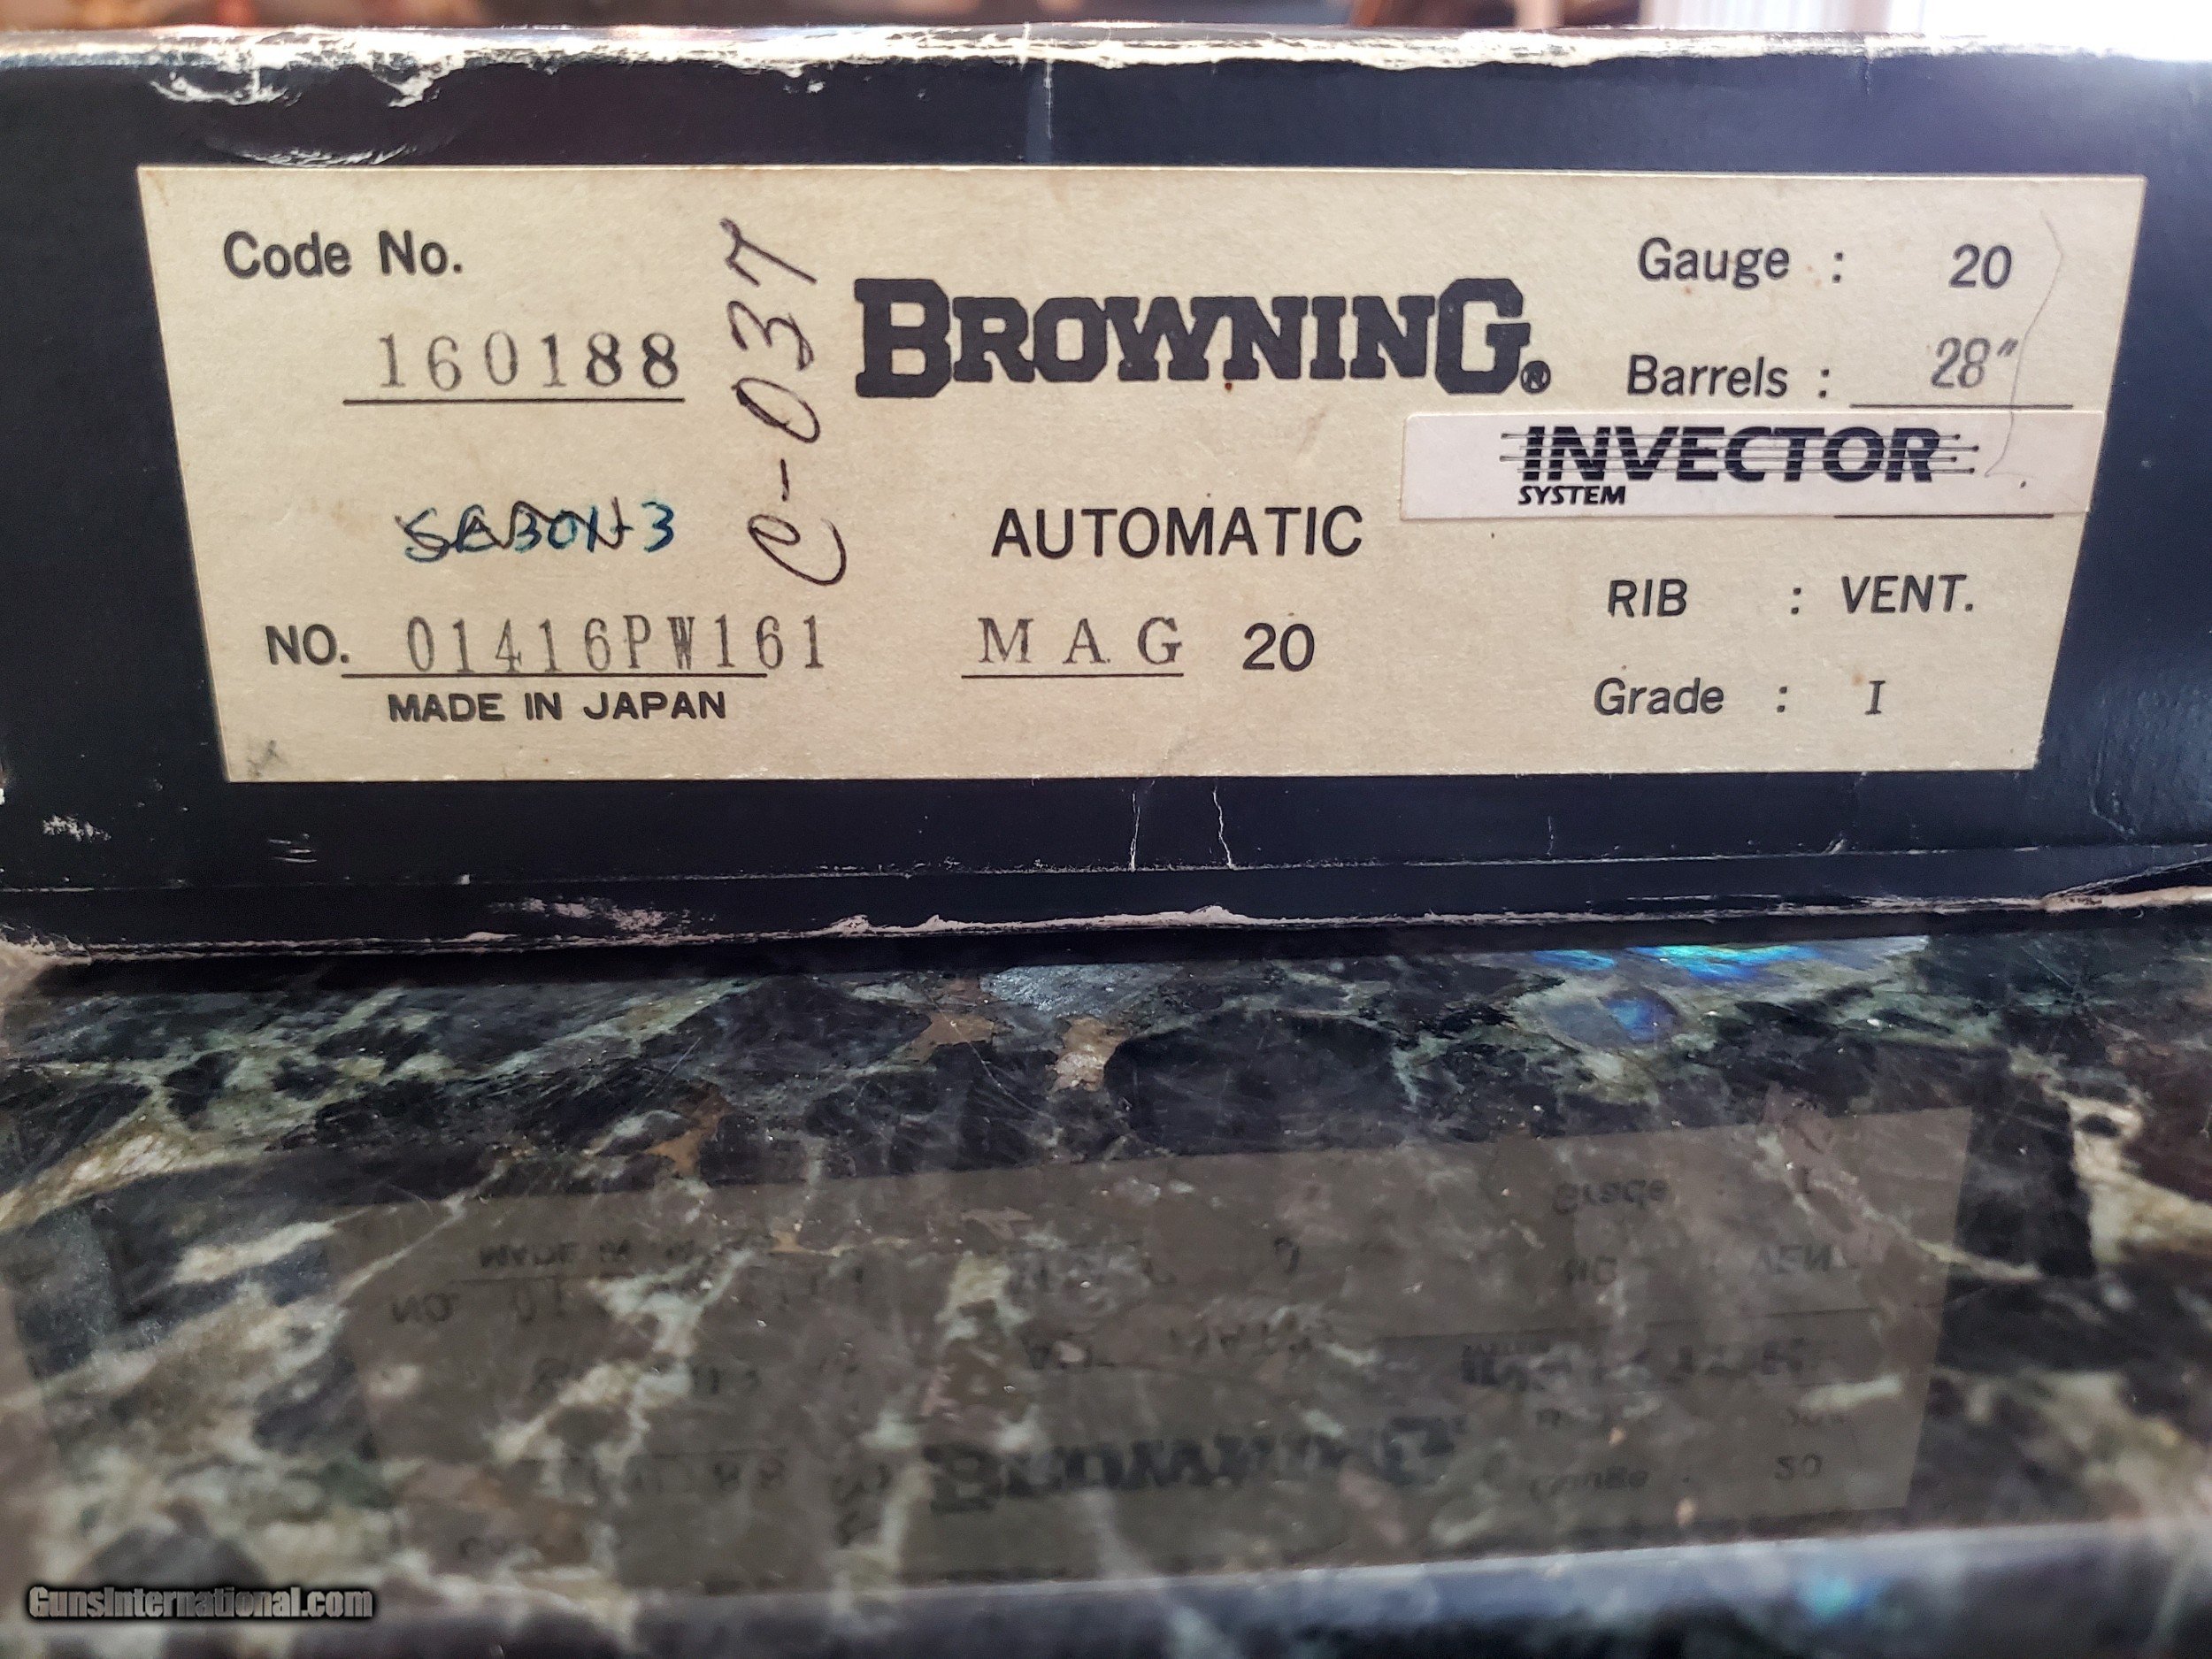 Code No.
160188
C-037
NO. 01416PW161
MADE IN JAPAN
BROWNING®
AUTOMATIC
MAG 20
Gauge : 20
Barrels : 28"
INVECTOR
SYSTEM
RIB : VENT.
Grade : I
GunsInternational.com